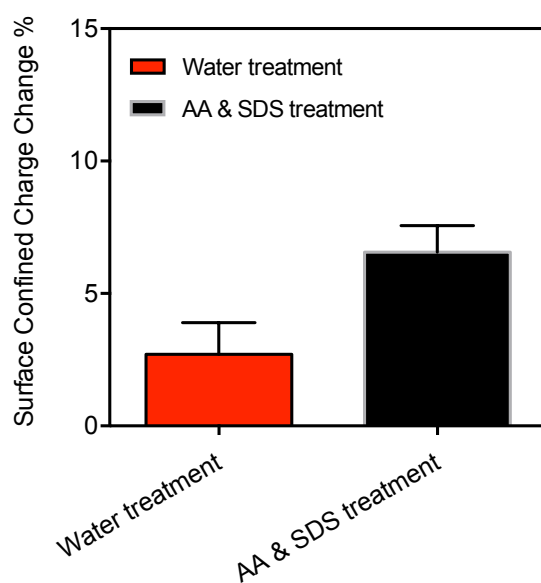 Surface Confined Charge Change %
15
10
5
0
Water treatment
AA & SDS treatment
Water treatment
AA & SDS treatment